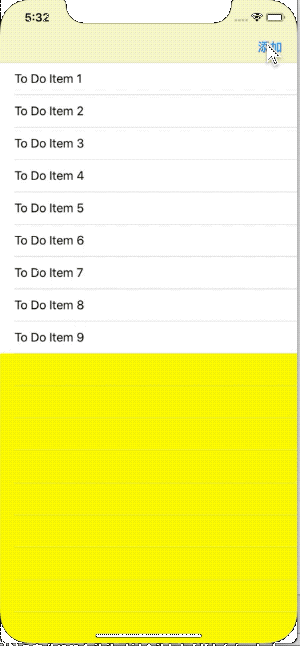 5:32
添加
To Do Item 1
To Do Item 2
To Do Item 3
To Do Item 4
To Do Item 5
To Do Item 6
To Do Item 7
To Do Item 8
To Do Item 9